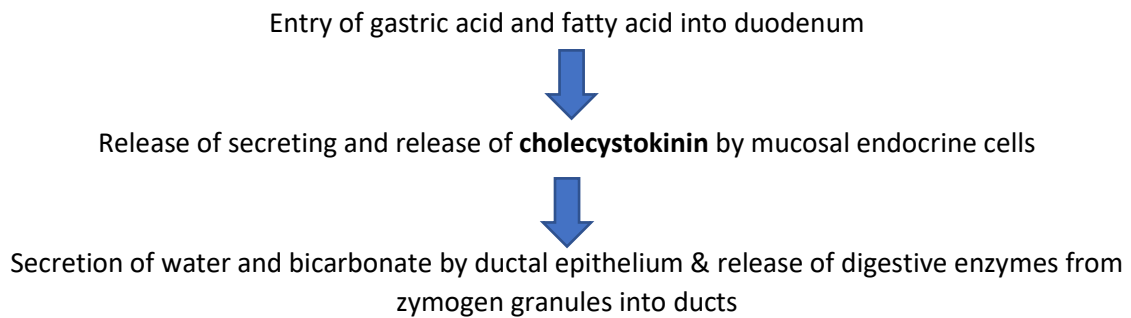 Entry of gastric acid and fatty acid into duodenum
Release of secreting and release of cholecystokinin by mucosal endocrine cells
Secretion of water and bicarbonate by ductal epithelium & release of digestive enzymes from
zymogen granules into ducts